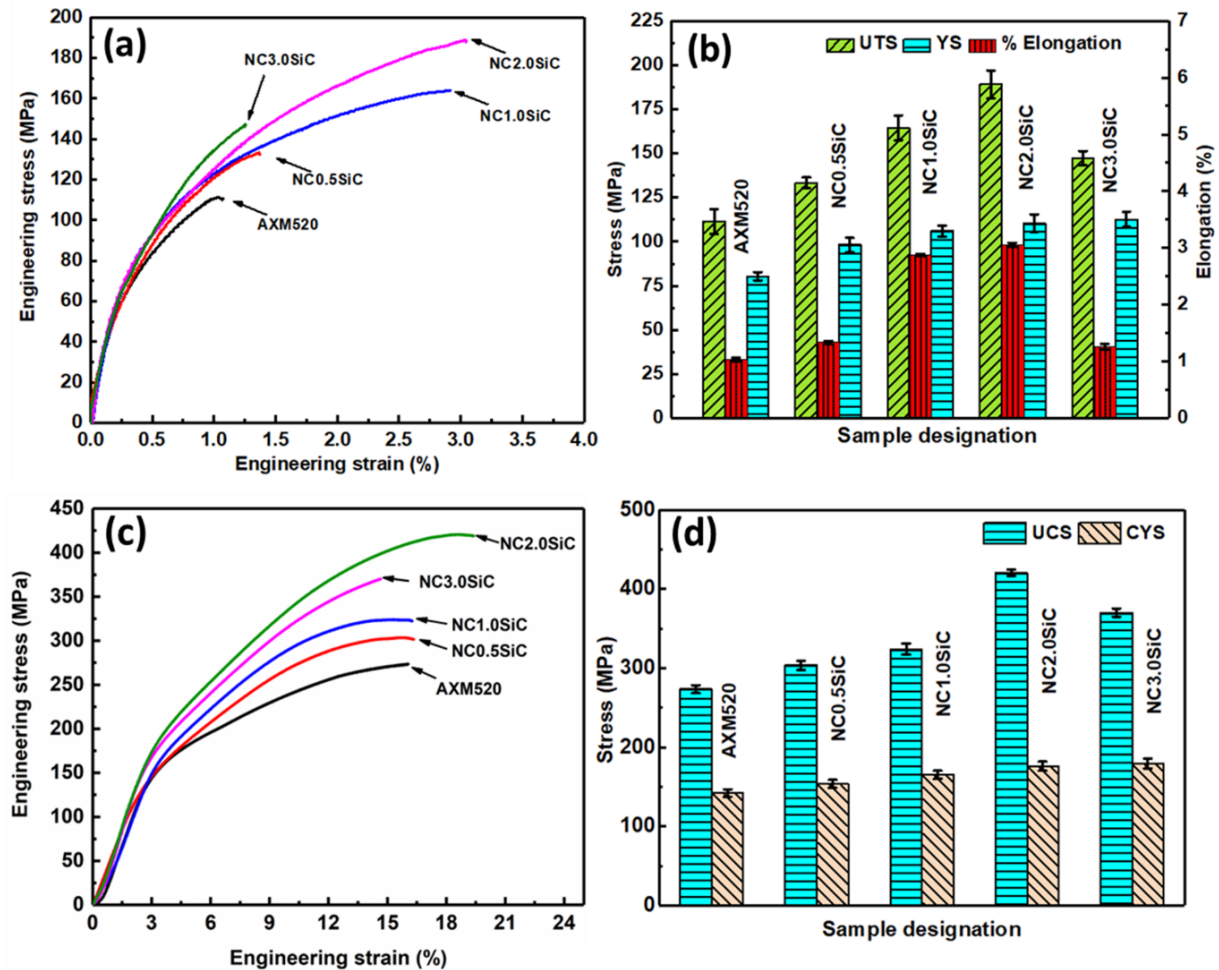 (a)
200
180
160
140
120
100
80
60
40
20
0
Engineering stress (MPa)
NC3.0SiC
NC2.0SiC
NC1.0SiC
NC0.5SiC
AXM520
0.0 0.5 1.0 1.5 2.0 2.5 3.0 3.5 4.0
Engineering strain (%)
(b)
UTS YS % Elongation
225
200
175
150
125
100
75
50
25
0
Stress (MPa)
AXM520
NC0.5SiC
NC1.0SiC
NC2.0SiC
NC3.0SiC
7
6
5
4
3
2
1
0
Elongation (%)
Sample designation
(c)
450
400
350
300
250
200
150
100
50
0
Engineering stress (MPa)
NC2.0SiC
NC3.0SiC
NC1.0SiC
NC0.5SiC
AXM520
0 3 6 9 12 15 18 21 24
Engineering strain (%)
(d)
UCS CYS
500
400
300
200
100
0
Stress (MPa)
AXM520
NC0.5SiC
NC1.0SiC
NC2.0SiC
NC3.0SiC
Sample designation